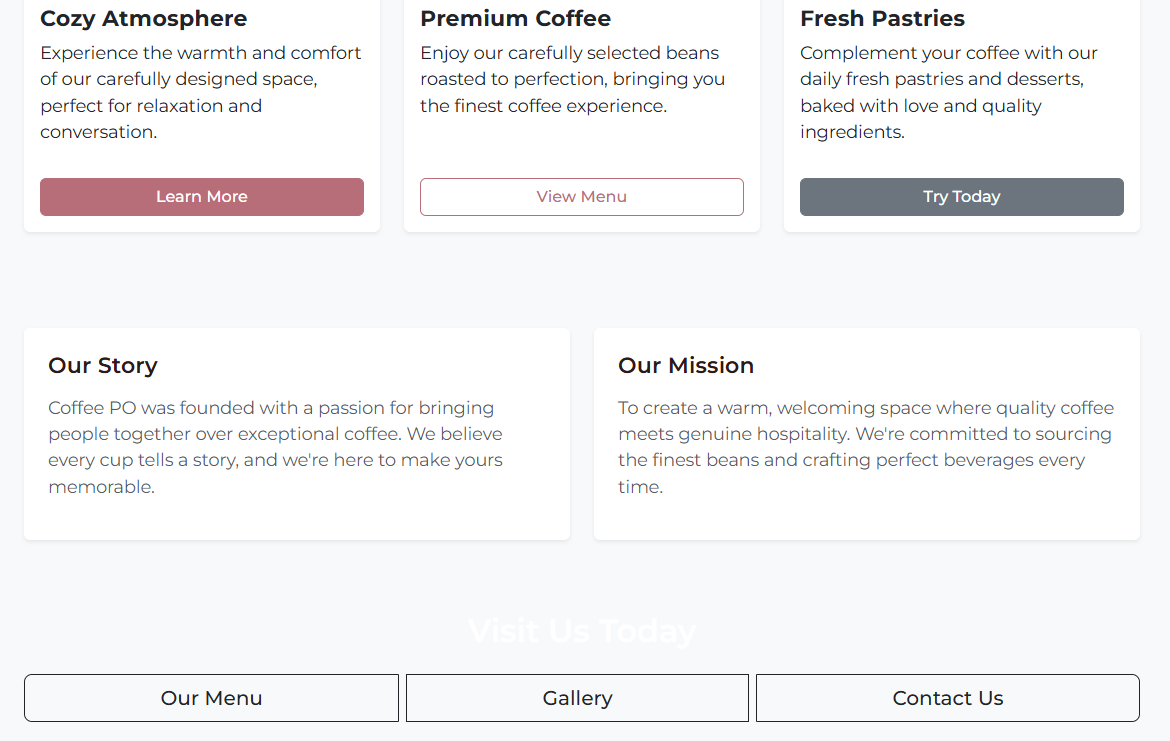 Cozy Atmosphere
Experience the warmth and comfort
of our carefully designed space,
perfect for relaxation and
conversation.
Learn More
Premium Coffee
Enjoy our carefully selected beans
roasted to perfection, bringing you
the finest coffee experience.
View Menu
Fresh Pastries
Complement your coffee with our
daily fresh pastries and desserts,
baked with love and quality
ingredients.
Try Today
Our Story
Coffee PO was founded with a passion for bringing
people together over exceptional coffee. We believe
every cup tells a story, and we're here to make yours
memorable.
Our Mission
To create a warm, welcoming space where quality coffee
meets genuine hospitality. We're committed to sourcing
the finest beans and crafting perfect beverages every
time.
Visit Us Today
Our Menu
Gallery
Contact Us